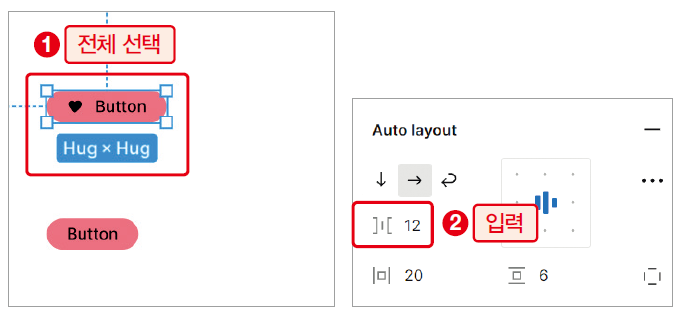 1 전체 선택
Button
Hug × Hug
Button
Auto layout
12
2 입력
20
6